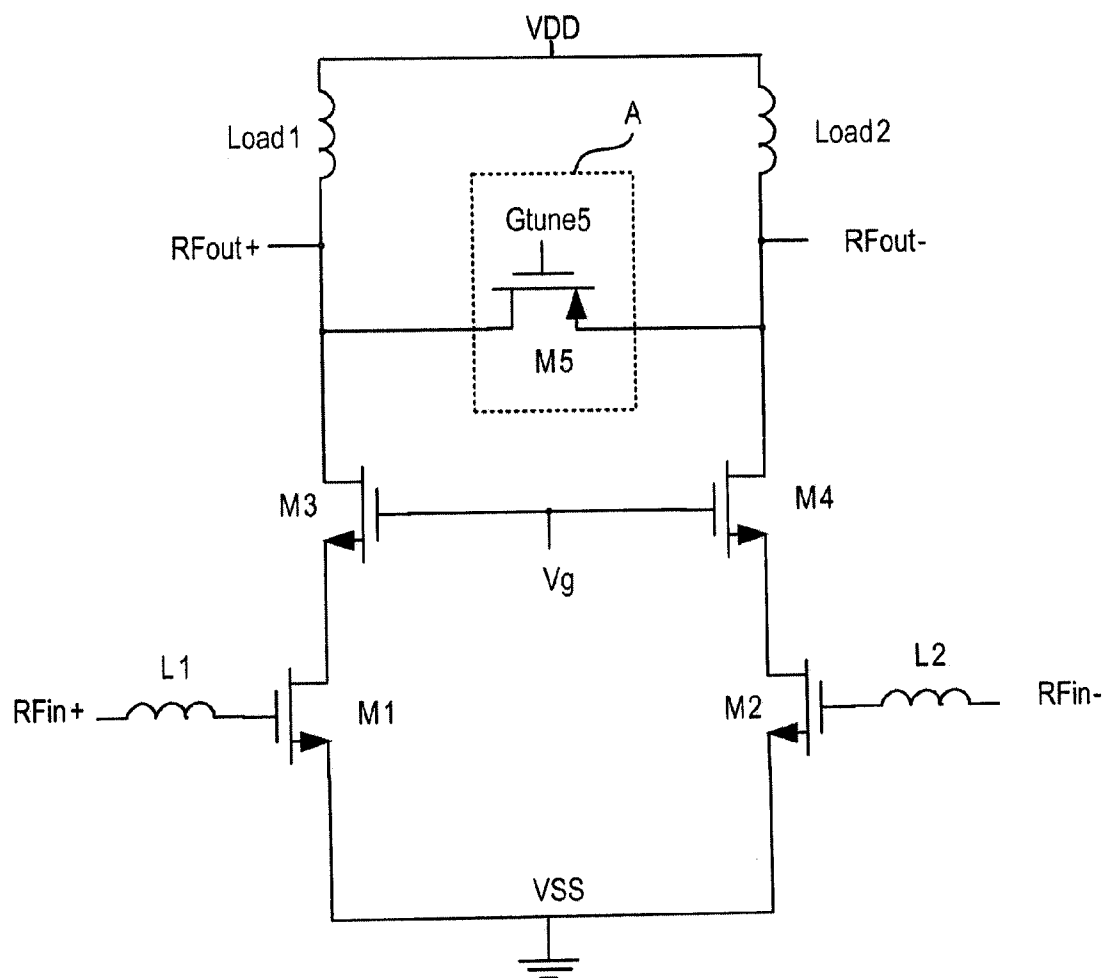 VDD
A
Load1
Load2
Gtune5
RFout+
RFout-
M5
M3
M4
Vg
L1
L2
RFin+
M1
M2
RFin-
VSS